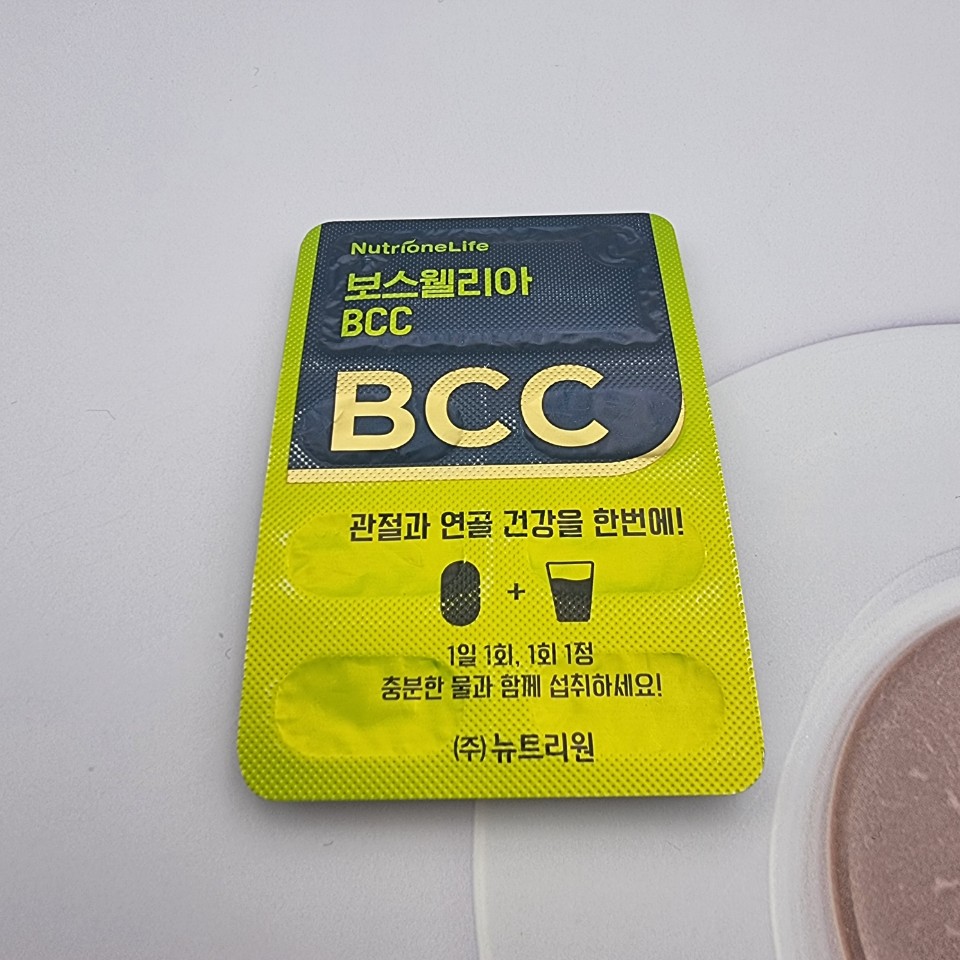 NutrioneLife
보스웰리아
BCC
BCC
관절과 연골 건강을 한번에!
+
1일 1회, 1회 1정
충분한 물과 함께 섭취하세요!
(주)뉴트리원